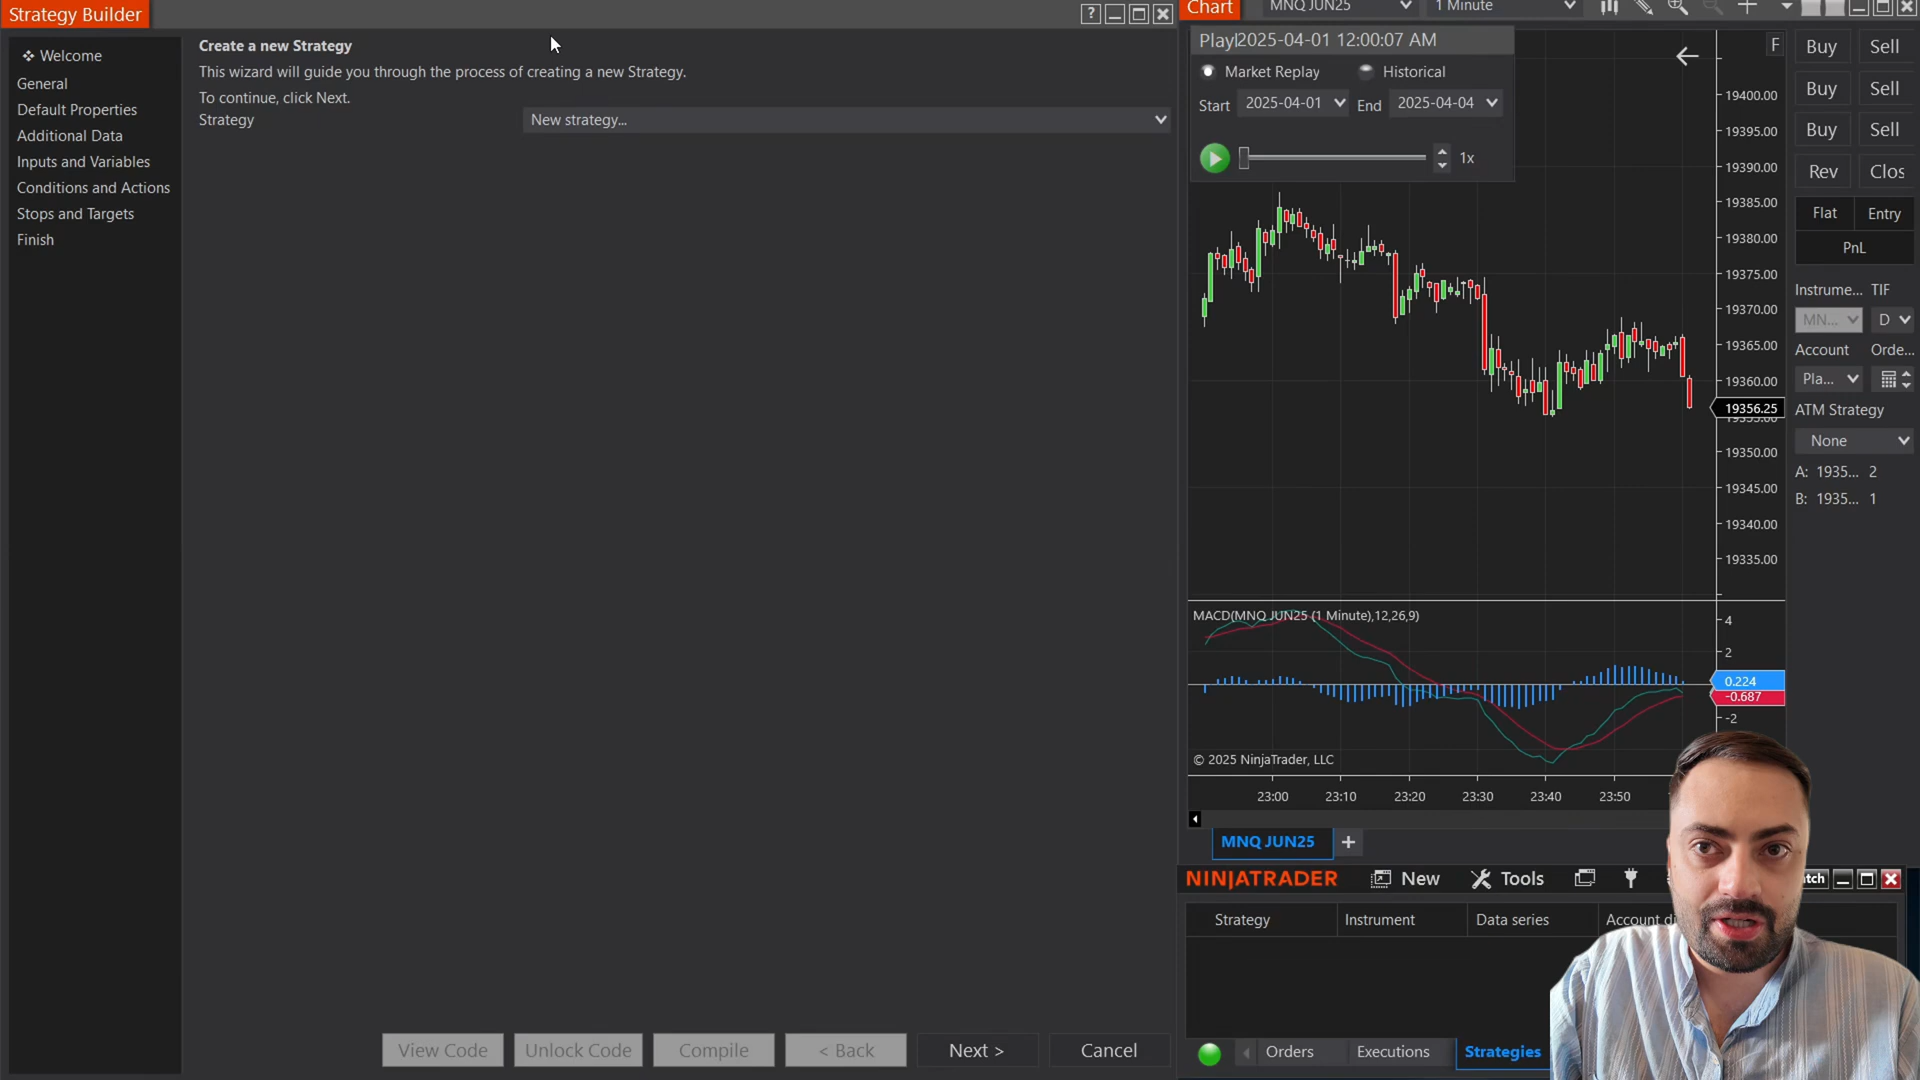 Strategy Builder
?
Welcome
General
Default Properties
Additional Data
Inputs and Variables
Conditions and Actions
Stops and Targets
Finish
Create a new Strategy
This wizard will guide you through the process of creating a new Strategy.
To continue, click Next.
Strategy
New strategy...
View Code
Unlock Code
Compile
< Back
Next >
Cancel
Chart
MNQ JUN25
1 Minute
Playl2025-04-01 12:00:07 AM
Market Replay
Historical
Start
2025-04-01
End
2025-04-04
1x
F
19400.00
19395.00
19390.00
19385.00
19380.00
19375.00
19370.00
19365.00
19360.00
19356.25
19350.00
19345.00
19340.00
19335.00
MACD(MNQ JUN25 (1 Minute),12,26,9)
4
2
0.224
-0.687
-2
© 2025 NinjaTrader, LLC
23:00
23:10
23:20
23:30
23:40
23:50
MNQ JUN25
+
Buy
Sell
Buy
Sell
Buy
Sell
Rev
Clos
Flat
Entry
PnL
Instrume...
TIF
MN...
D
Account
Orde...
Pla...
ATM Strategy
None
A: 1935... 2
B: 1935... 1
NINJATRADER
New
Tools
tch
Strategy
Instrument
Data series
Account di
Orders
Executions
Strategies